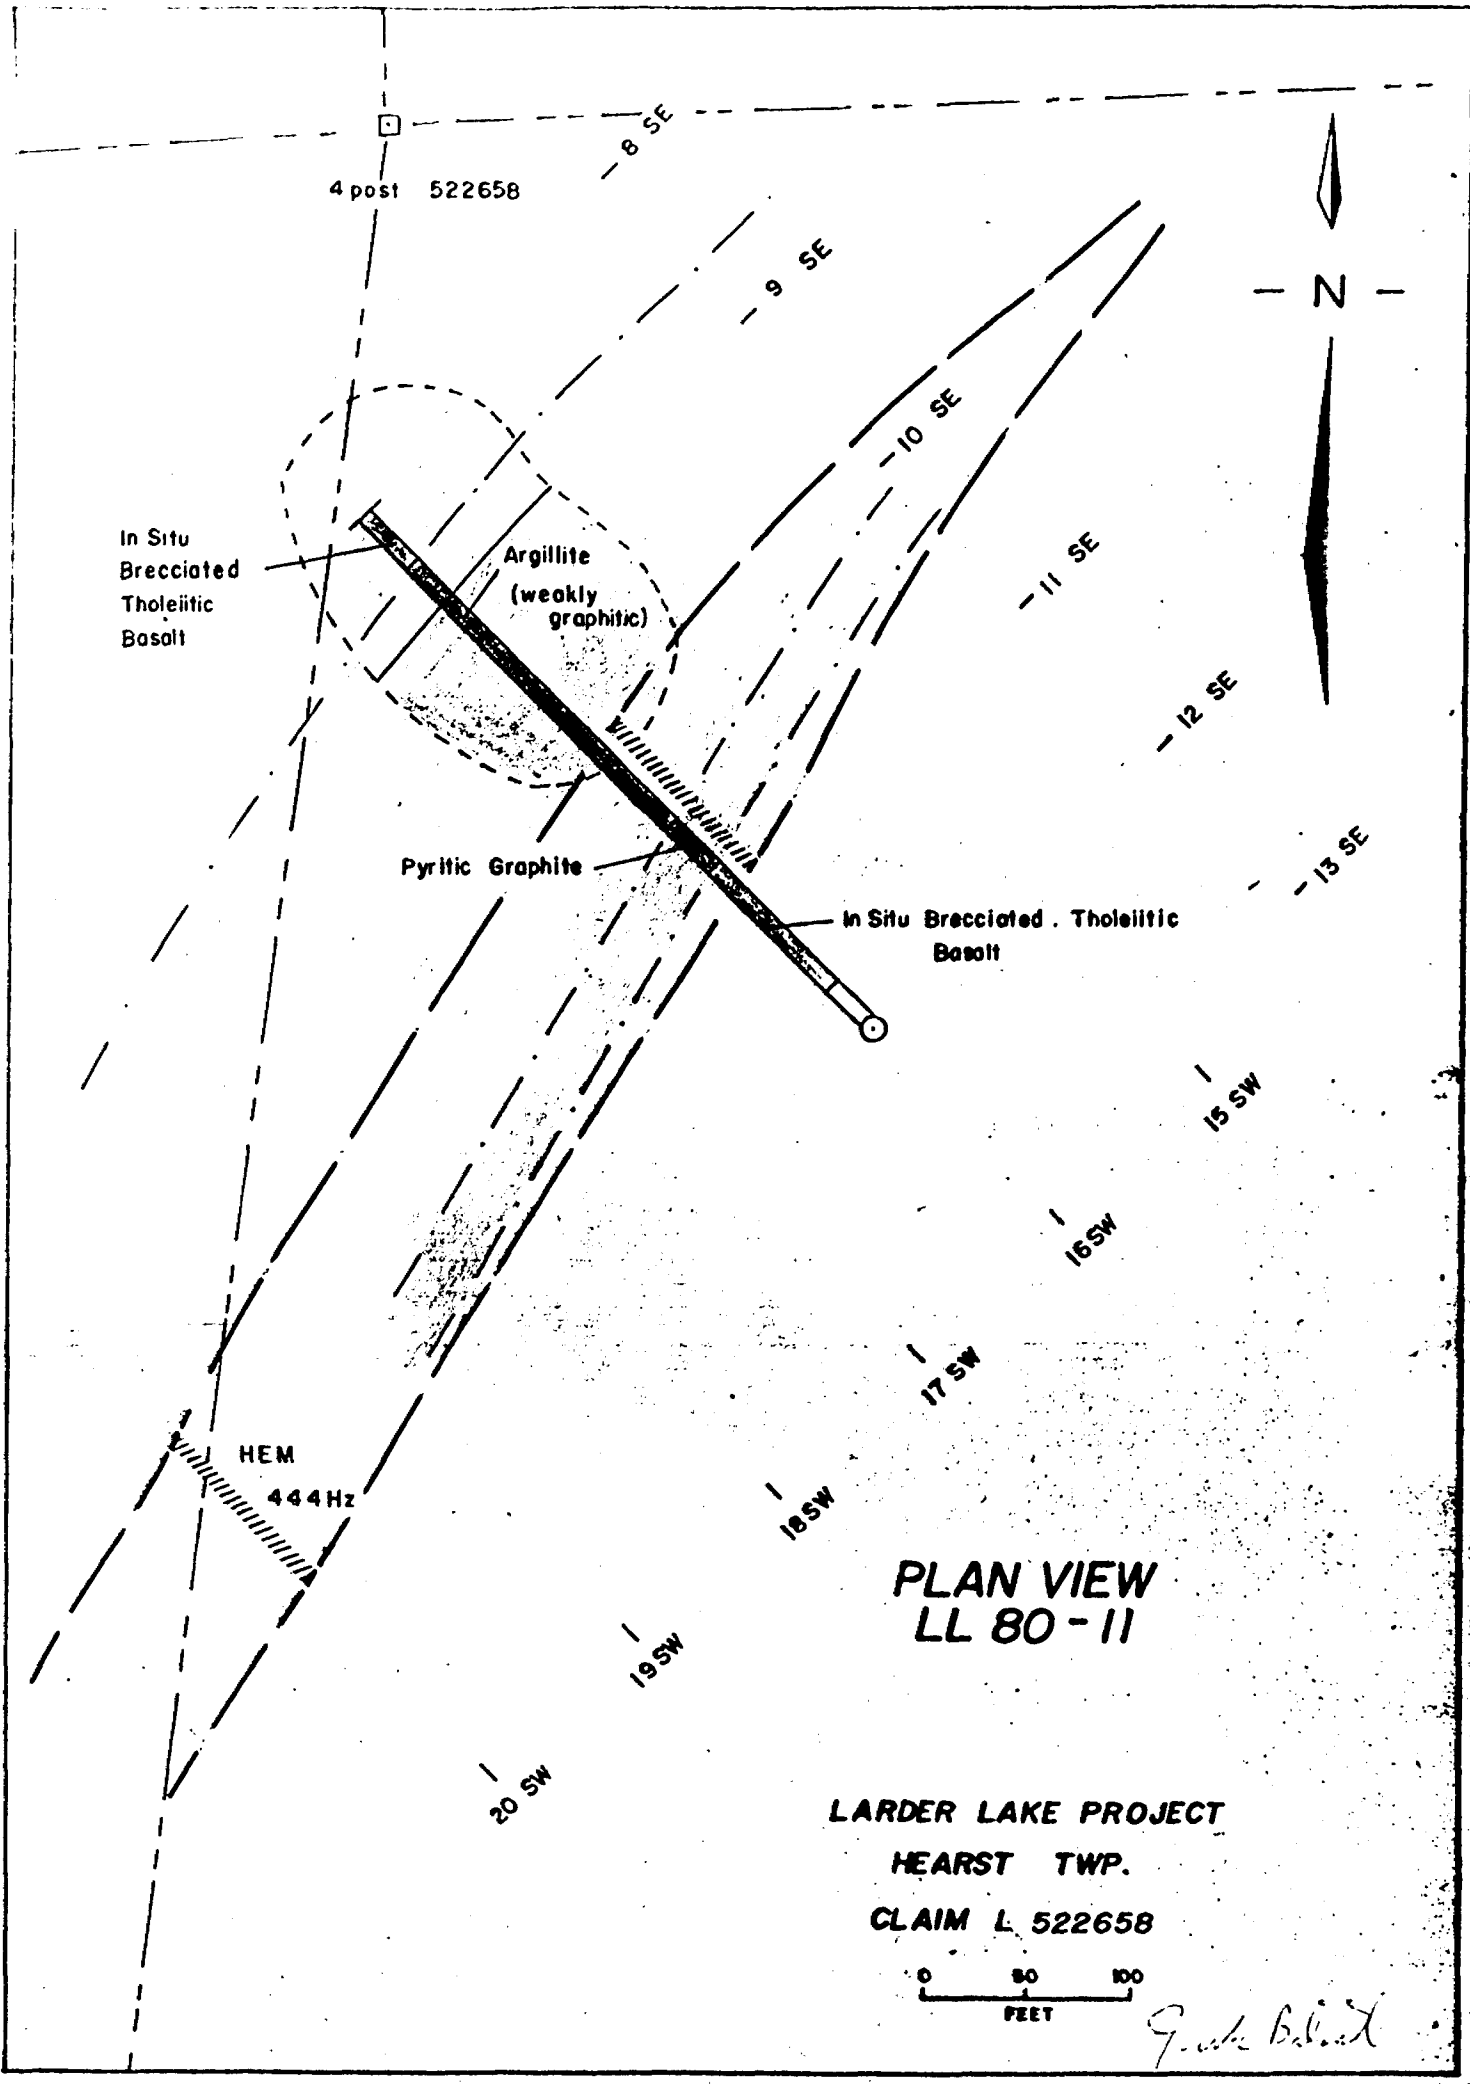 8 SE
4 post 522658
9 SE
N
10 SE
In Situ
Brecciated
Tholeiitic
Basalt
Argillite
(weakly
graphitic)
11 SE
12 SE
13 SE
Pyritic Graphite
In Situ Brecciated . Tholeiitic
Basalt
15 SW
16 SW
17 SW
HEM
444Hz
18 SW
PLAN VIEW
LL 80-11
19 SW
20 SW
LARDER LAKE PROJECT
HEARST TWP.
CLAIM L 522658
0 50 100
FEET